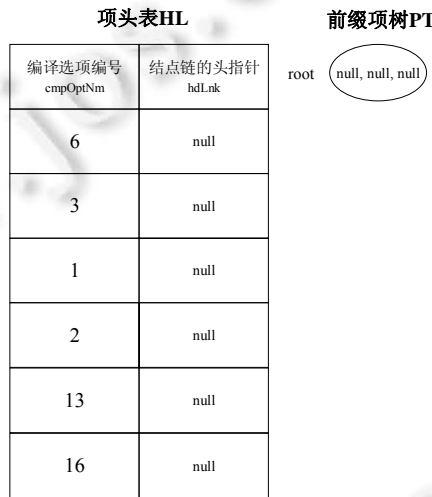 项头表HL
前缀项树PT
编译选项编号
cmpOptNm
结点链的头指针
hdLnk
root
null, null, null
6
null
3
null
1
null
2
null
13
null
16
null